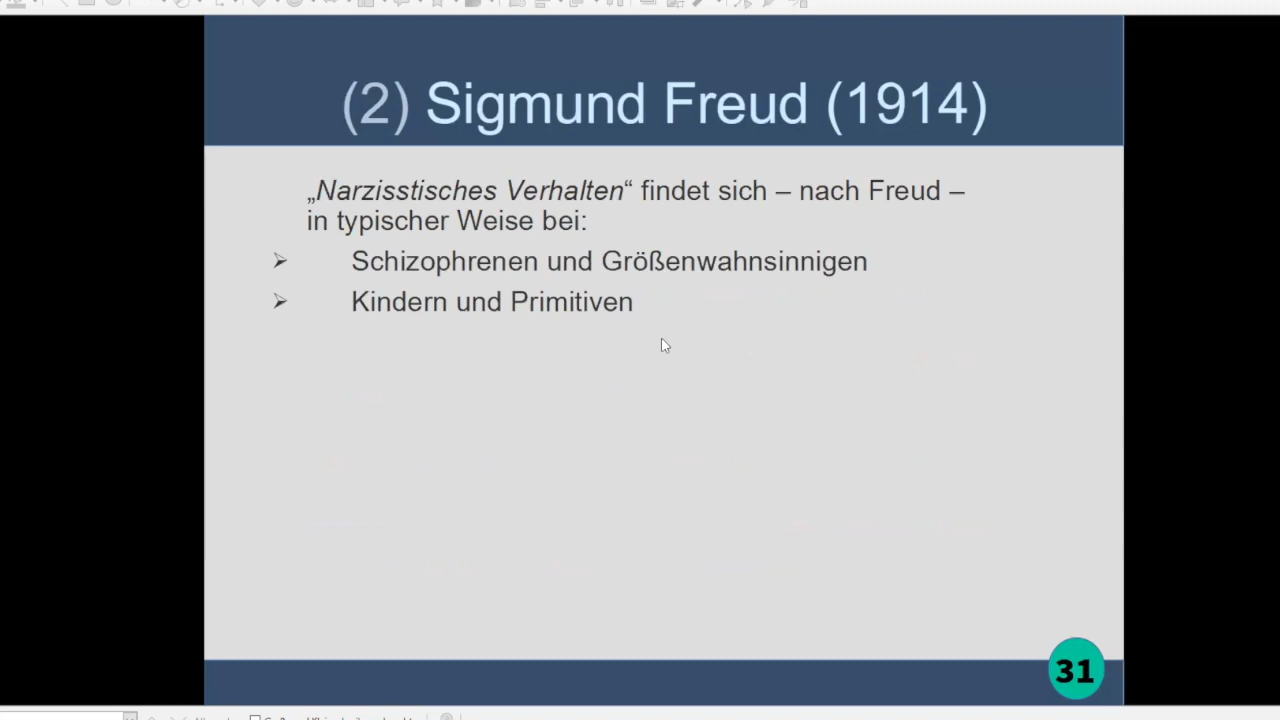 (2) Sigmund Freud (1914)
„Narzisstisches Verhalten“ findet sich – nach Freud –
in typischer Weise bei:
➢ Schizophrenen und Größenwahnsinnigen
➢ Kindern und Primitiven
31